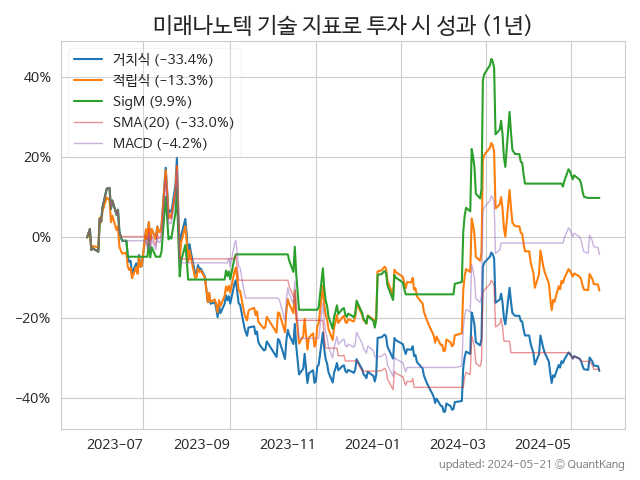 미래나노텍 기술 지표로 투자 시 성과 (1년)
거치식 (−33.4%)
적립식 (−13.3%)
SigM (9.9%)
SMA(20) (−33.0%)
MACD (−4.2%)
40%
20%
0%
−20%
−40%
2023−07 2023−09 2023−11 2024−01 2024−03 2024−05
updated: 2024−05−21 © QuantKang